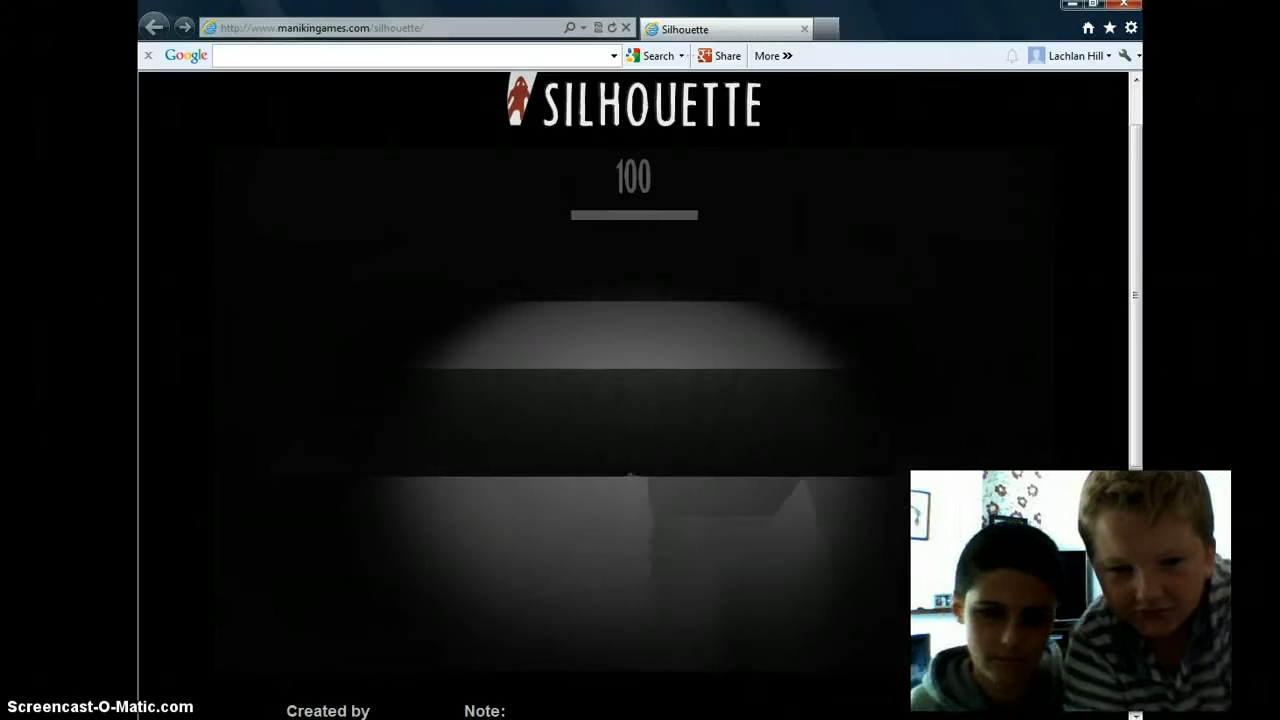 http://www.manikingames.com/silhouette/
Silhouette
x Google
Search
Share
More »
Lachlan Hill
SILHOUETTE
100
Created by
Note:
Screencast-O-Matic.com